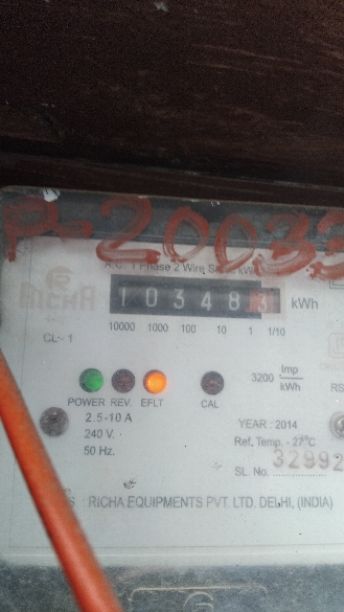 P-20033
A.C. 1 Phase 2 Wire
RICHA
103483 kWh
10000 1000 100 10 1 1/10
CL- 1
3200 Imp/kWh
POWER REV. EFLT CAL
RS
2.5-10 A
240 V.
50 Hz.
YEAR : 2014
Ref. Temp. - 27°C
SL. No. 32992
: RICHA EQUIPMENTS PVT. LTD. DELHI, (INDIA)